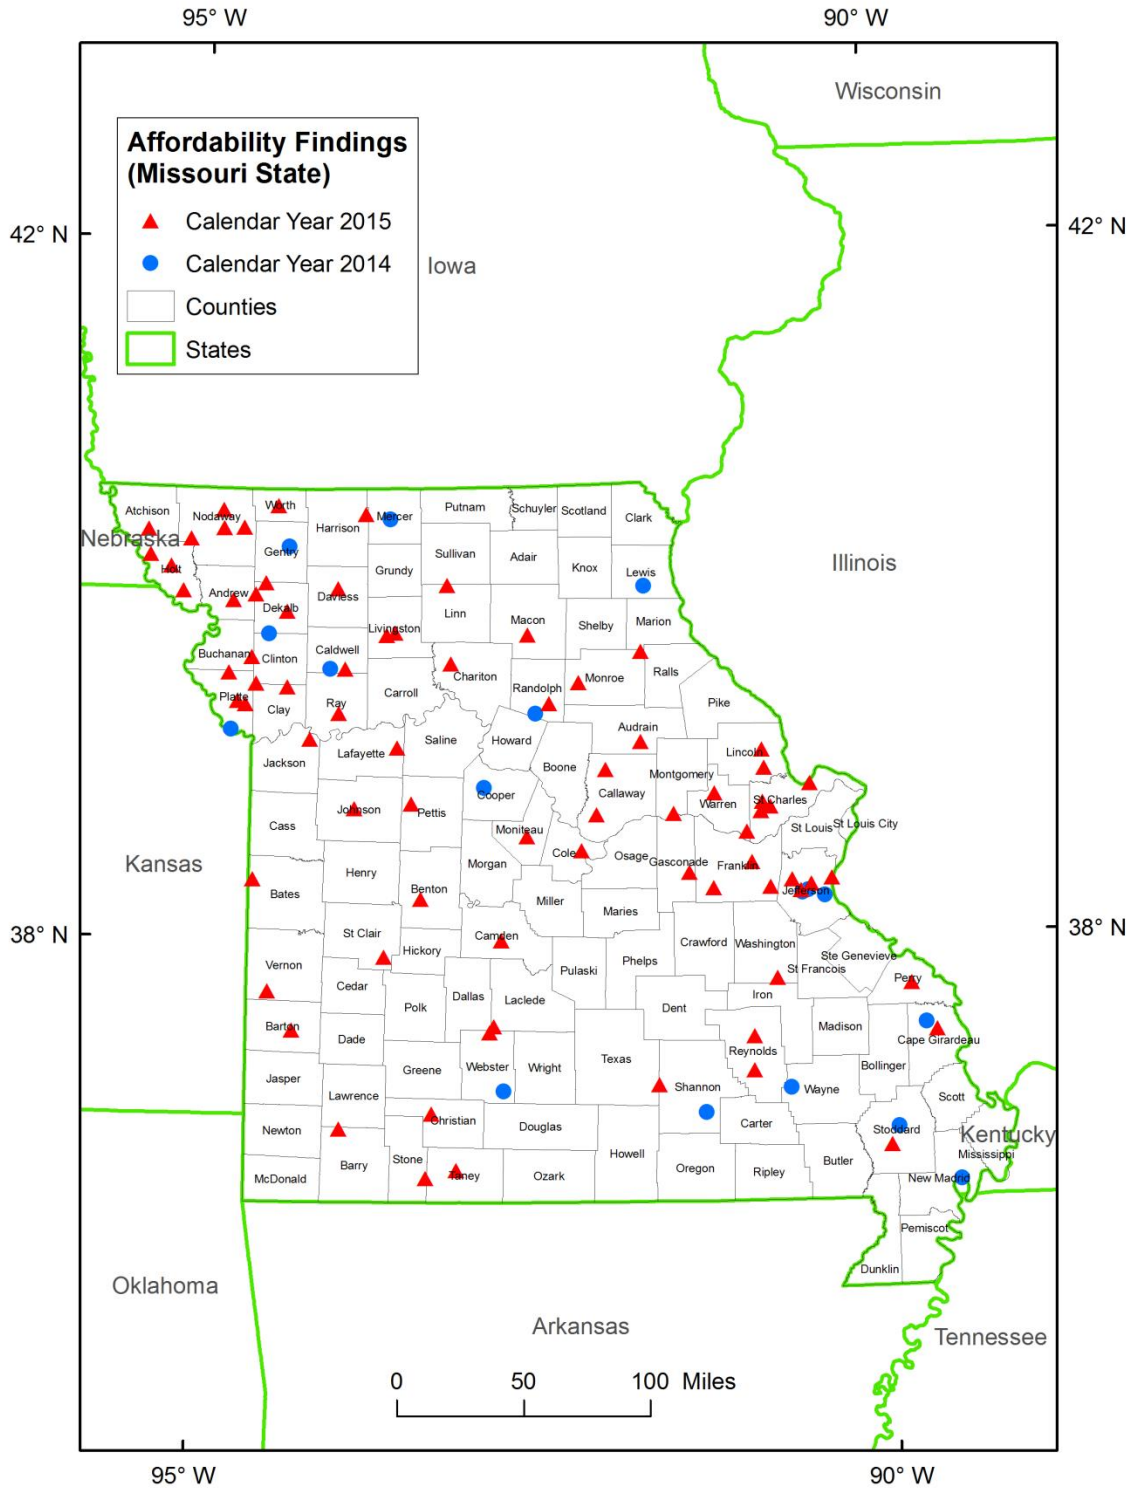 95° W
90° W
Wisconsin
Affordability Findings
(Missouri State)
Calendar Year 2015
Calendar Year 2014
Counties
States
42° N
42° N
Iowa
Nebraska
Illinois
Atchison
Nodaway
Worth
Harrison
Mercer
Putnam
Schuyler
Scotland
Clark
Gentry
Sullivan
Adair
Knox
Lewis
Holt
Grundy
Andrew
Dekalb
Daviess
Linn
Macon
Shelby
Marion
Livingston
Buchanan
Clinton
Caldwell
Chariton
Randolph
Monroe
Ralls
Platte
Clay
Ray
Carroll
Pike
Audrain
Jackson
Lafayette
Saline
Howard
Boone
Lincoln
Montgomery
Callaway
Cooper
Warren
St Charles
Johnson
Pettis
Cass
Moniteau
St Louis
St Louis City
Kansas
Cole
Osage
Gasconade
Franklin
Henry
Morgan
Benton
Jefferson
Bates
Miller
Maries
38° N
38° N
St Clair
Camden
Hickory
Crawford
Washington
Ste Genevieve
Vernon
Cedar
Pulaski
Phelps
St Francois
Perry
Polk
Dallas
Laclede
Iron
Dent
Barton
Dade
Madison
Cape Girardeau
Reynolds
Bollinger
Jasper
Greene
Webster
Wright
Texas
Shannon
Wayne
Lawrence
Scott
Newton
Christian
Douglas
Carter
Stoddard
Kentucky
Mississippi
McDonald
Barry
Stone
Taney
Ozark
Howell
Oregon
Ripley
Butler
New Madrid
Pemiscot
Dunklin
Oklahoma
Arkansas
Tennessee
0 50 100 Miles
95° W
90° W